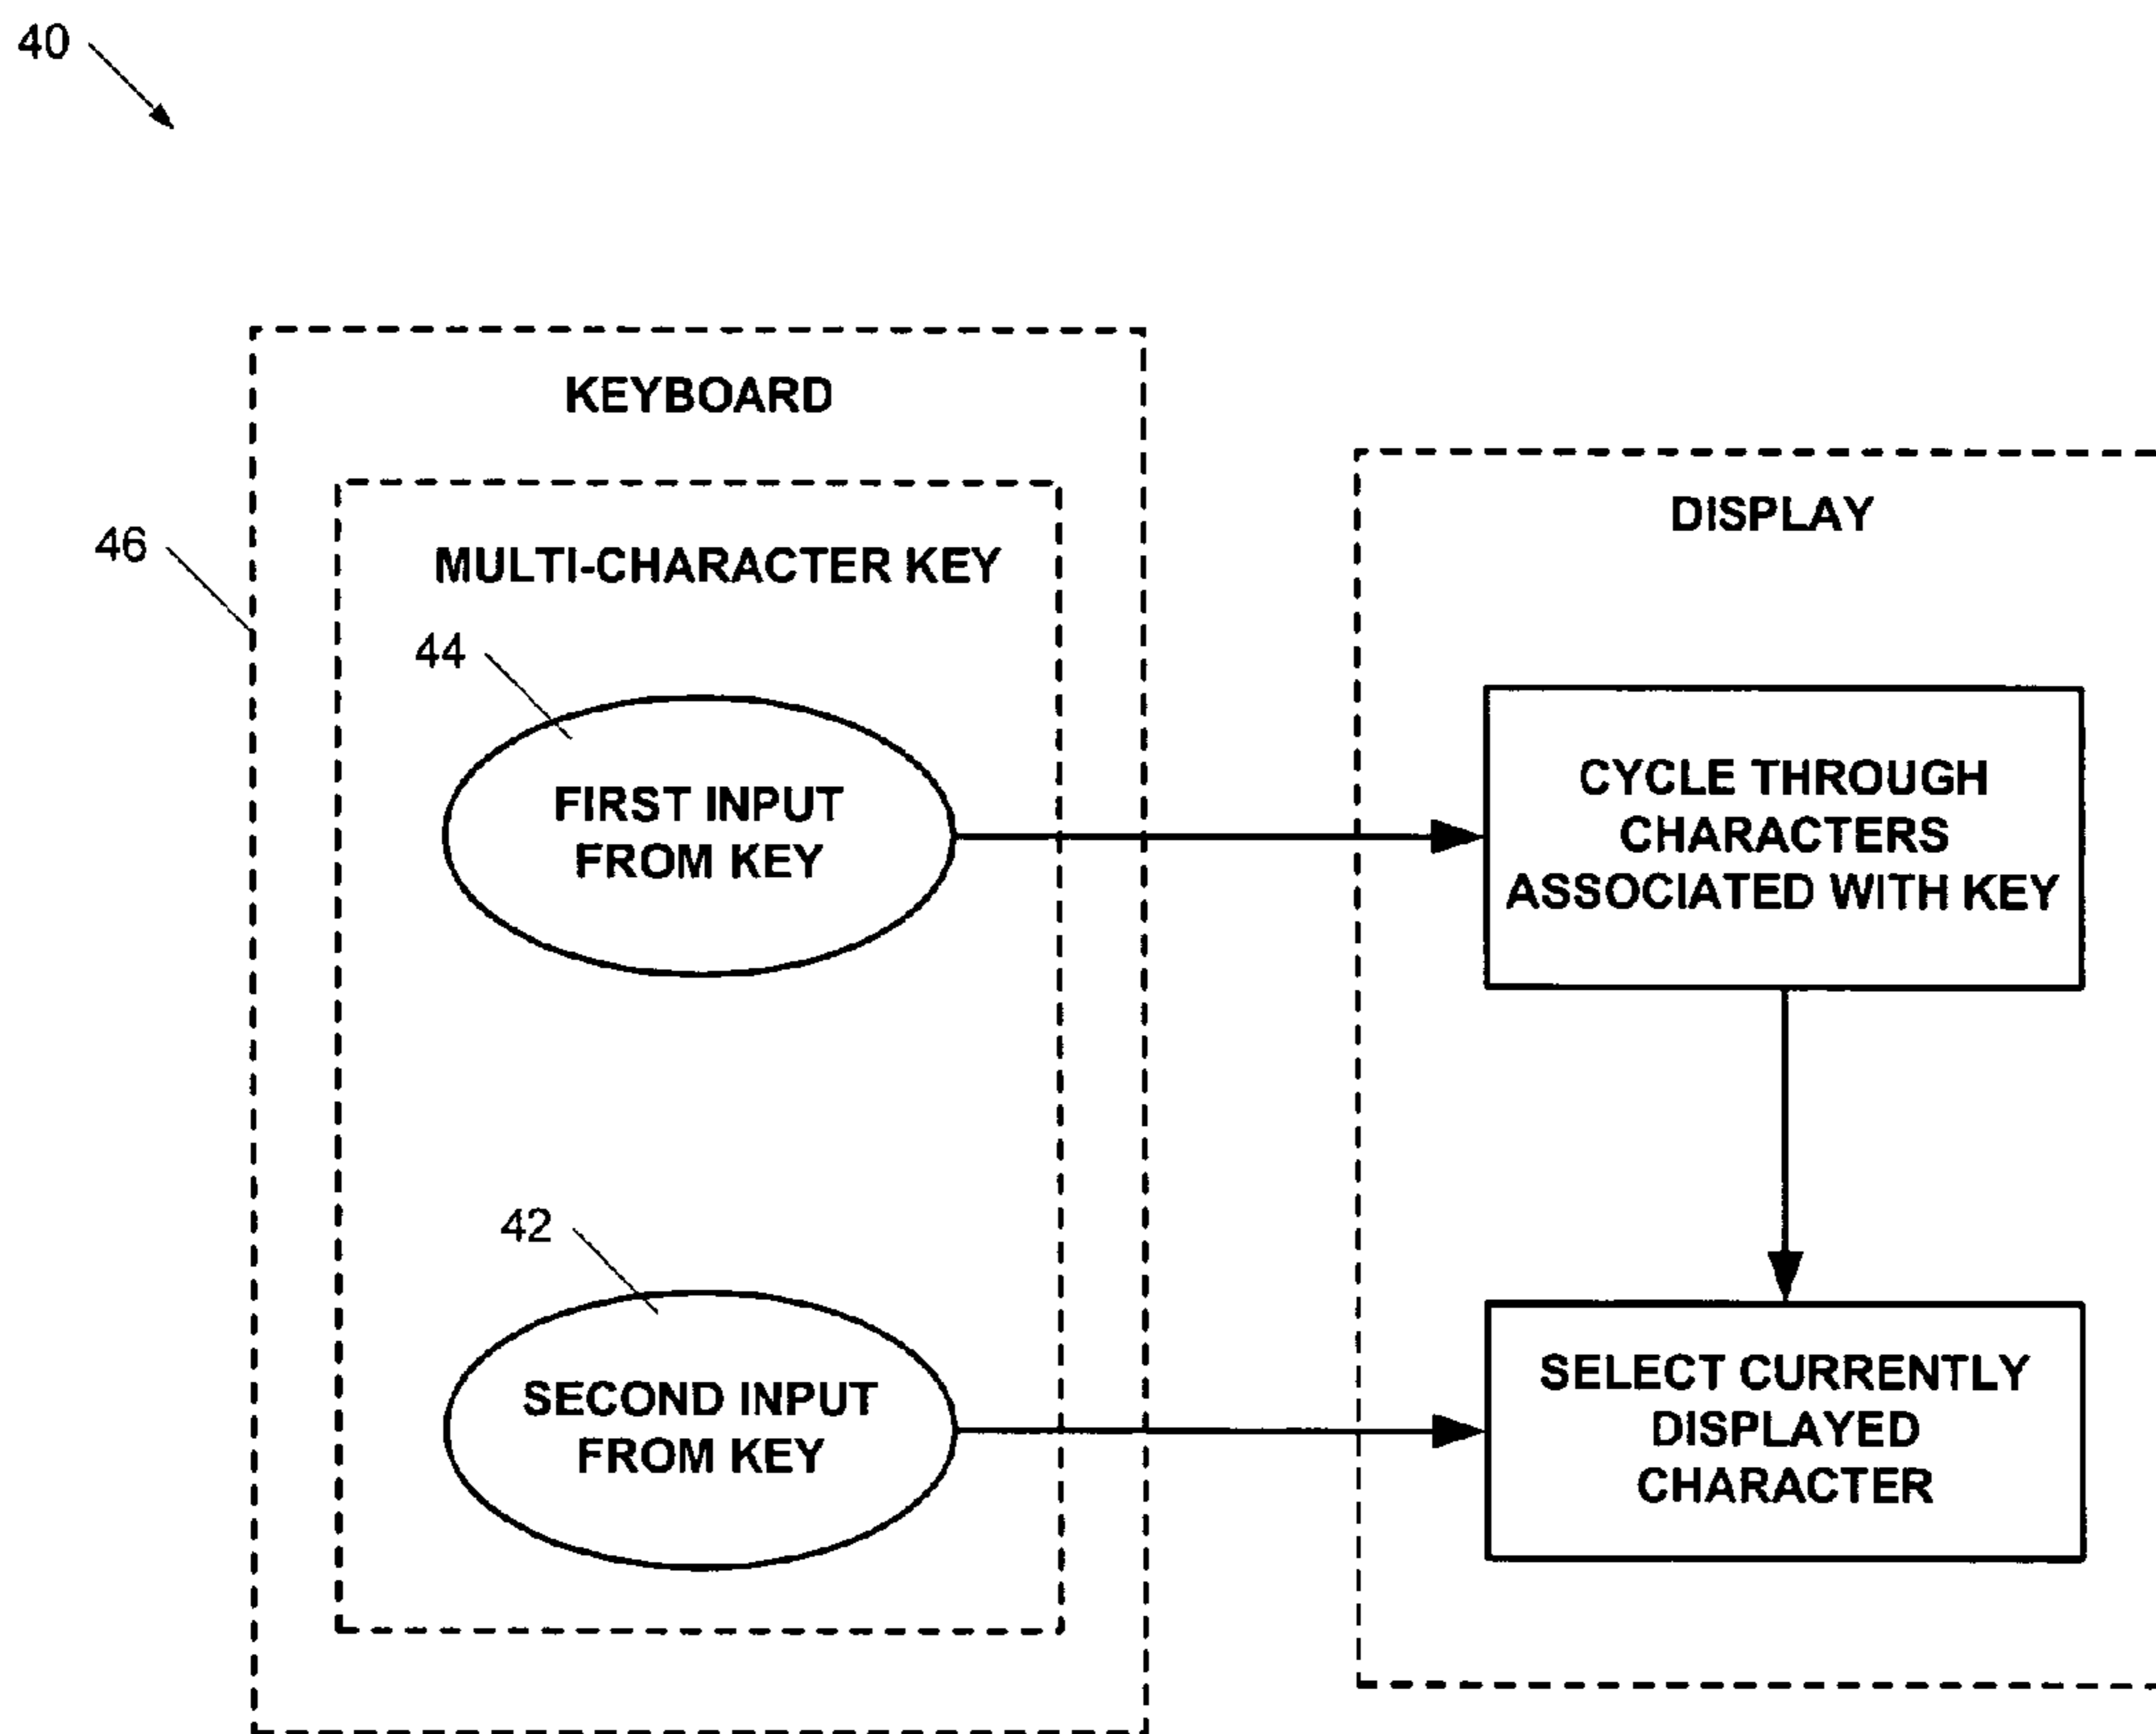 40
KEYBOARD
46
MULTI-CHARACTER KEY
44
FIRST INPUT
FROM KEY
42
SECOND INPUT
FROM KEY
DISPLAY
CYCLE THROUGH
CHARACTERS
ASSOCIATED WITH KEY
SELECT CURRENTLY
DISPLAYED
CHARACTER